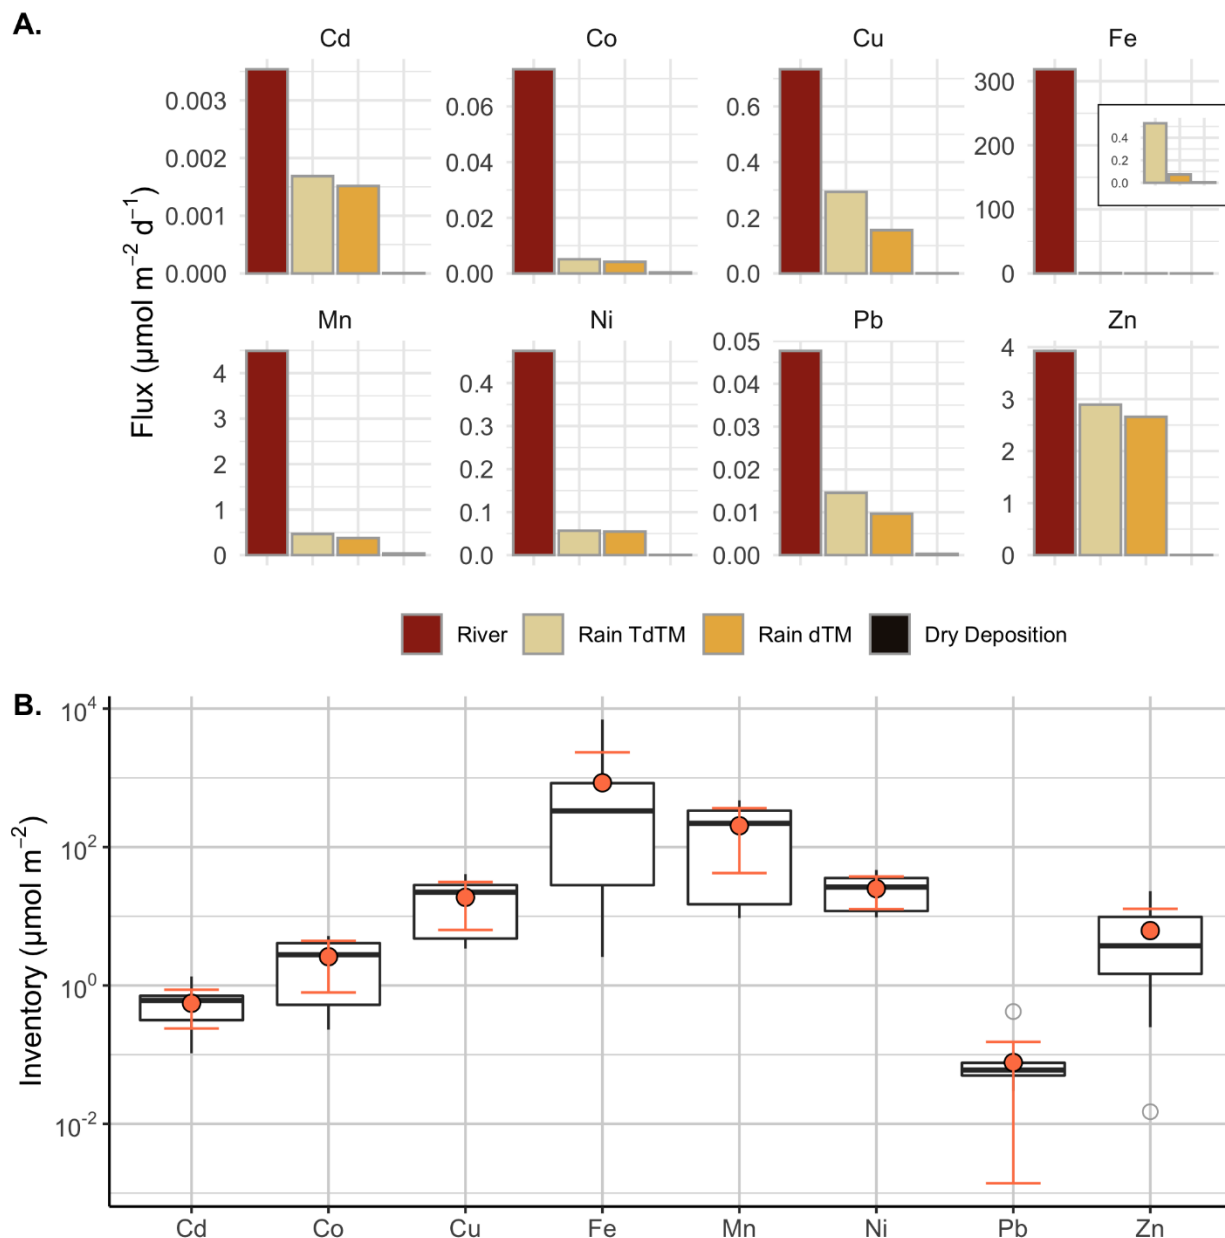 A.
Cd Co Cu Fe
0.003 0.06 0.6 300
0.4
0.002 0.04 0.4 200
0.2
0.0
0.001 0.02 0.2 100
0.000 0.00 0.0 0
Flux (μmol m⁻² d⁻¹)
Mn Ni Pb Zn
0.05
4 0.4 0.04 4
3 0.3 0.03 3
2 0.2 0.02 2
1 0.1 0.01 1
0 0.0 0.00 0
River Rain TdTM Rain dTM Dry Deposition
B.
10⁴
10²
10⁰
10⁻²
Inventory (μmol m⁻²)
Cd Co Cu Fe Mn Ni Pb Zn